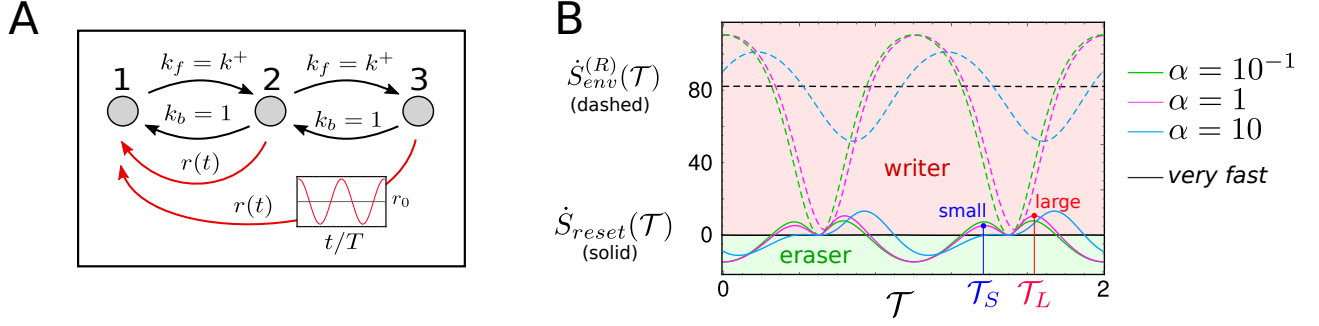 A
1 2 3
k_f = k^+ k_f = k^+
k_b = 1 k_b = 1
r(t)
r(t)
r_0
t/T
B
Ṡ_env^(R)(𝒯)
(dashed)
Ṡ_reset(𝒯)
(solid)
80
40
0
writer
small
large
eraser
0 𝒯 𝒯_S 𝒯_L 2
α = 10^−1
α = 1
α = 10
very fast